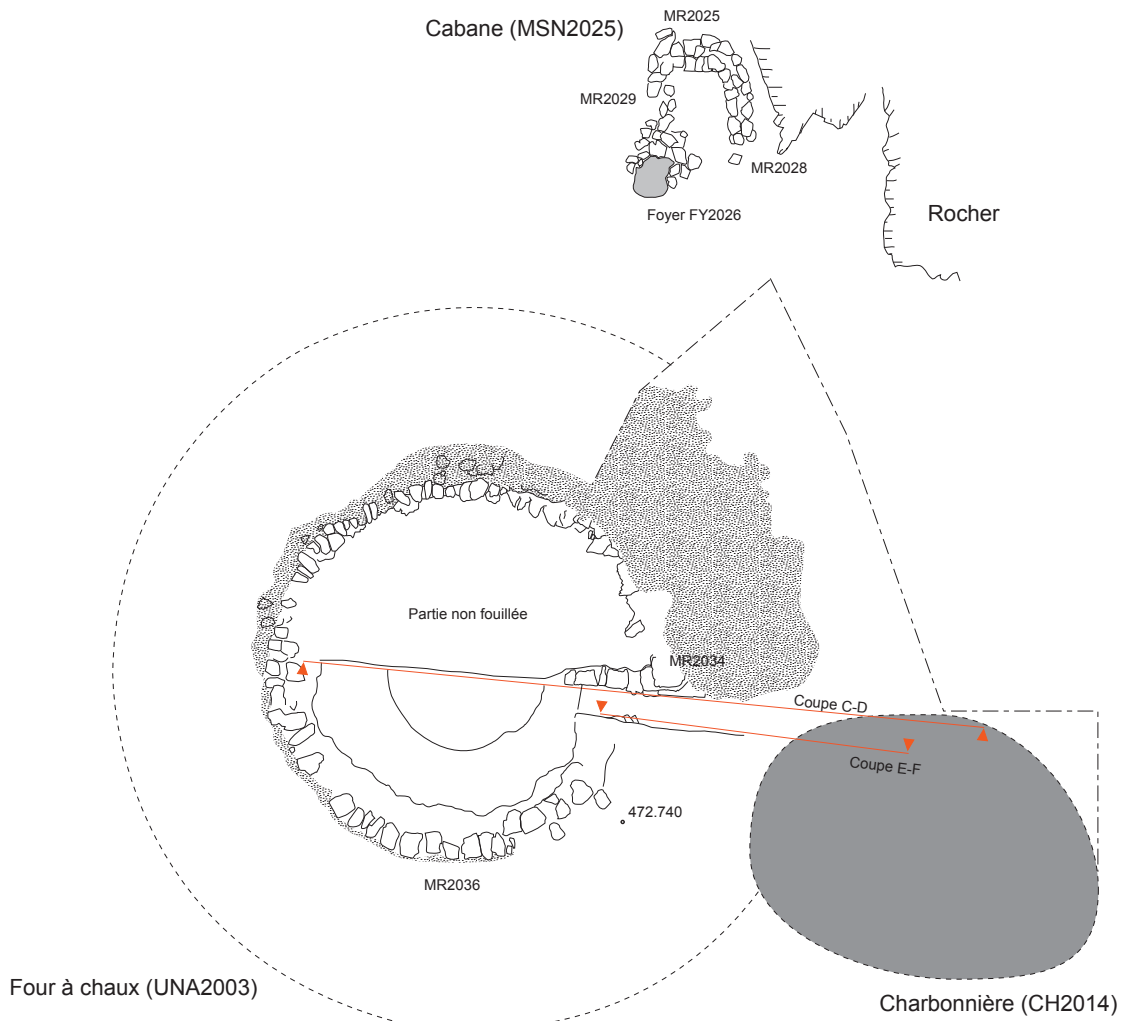 MR2025
Cabane (MSN2025)
MR2029
MR2028
Foyer FY2026
Rocher
Partie non fouillée
MR2034
Coupe C-D
Coupe E-F
472.740
MR2036
Four à chaux (UNA2003)
Charbonnière (CH2014)